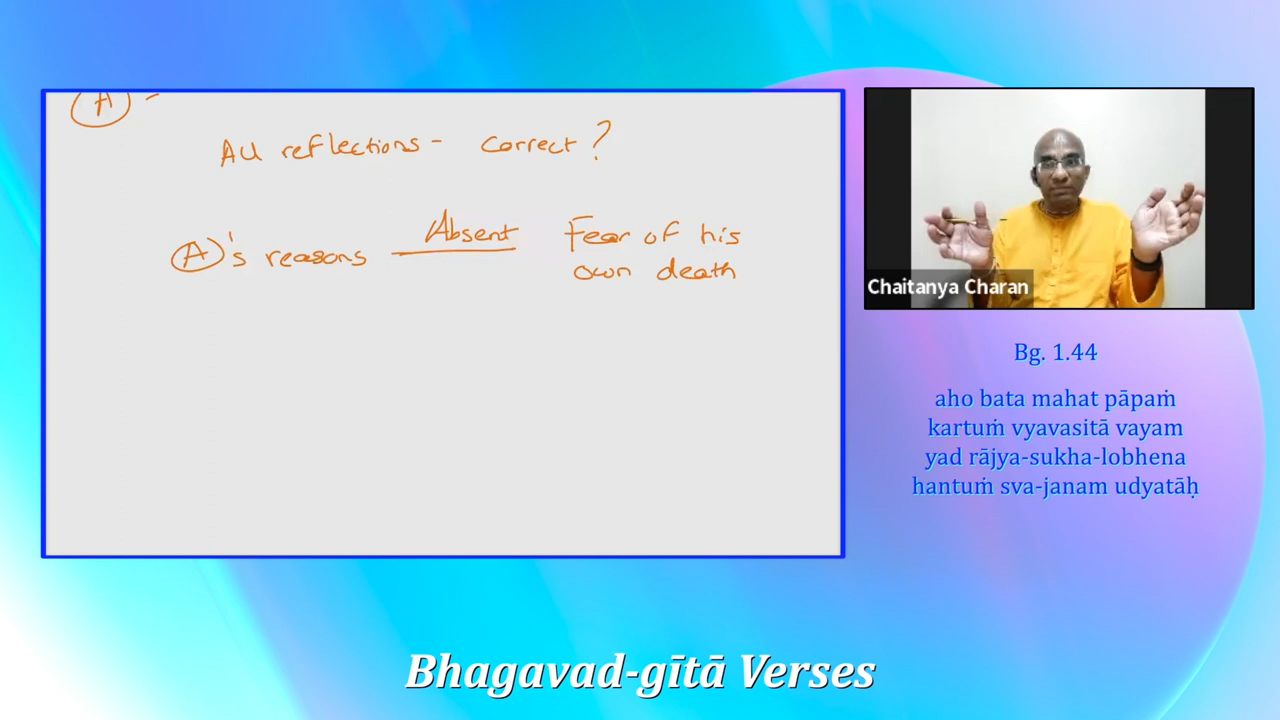 (A) -
AU reflections - correct?
(A)'s reasons Absent Fear of his
own death
Chaitanya Charan
Bg. 1.44
aho bata mahat pāpaṁ
kartuṁ vyavasitā vayam
yad rājya-sukha-lobhena
hantuṁ sva-janam udyatāḥ
Bhagavad-gītā Verses